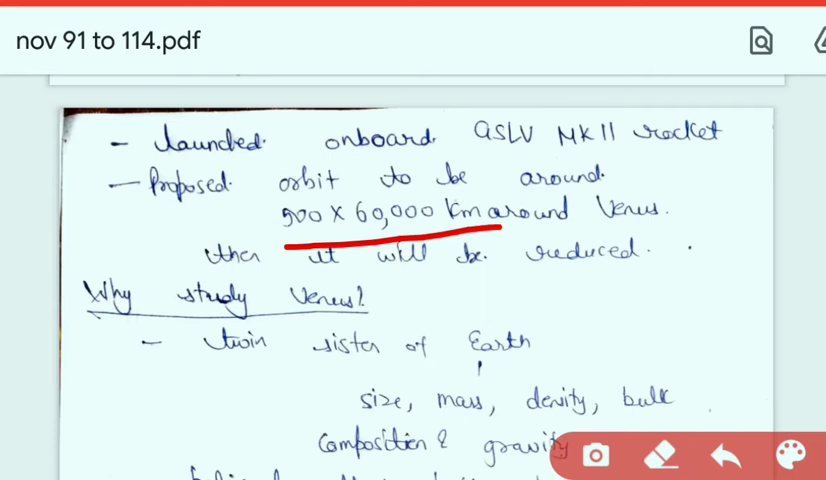 nov 91 to 114.pdf
- launched onboard GSLV MK II rocket
- Proposed orbit to be around
500 X 60,000 Km around Venus.
then it will be reduced.
Why study Venus?
- twin sister of Earth
size, mass, density, bulk
composition & gravity